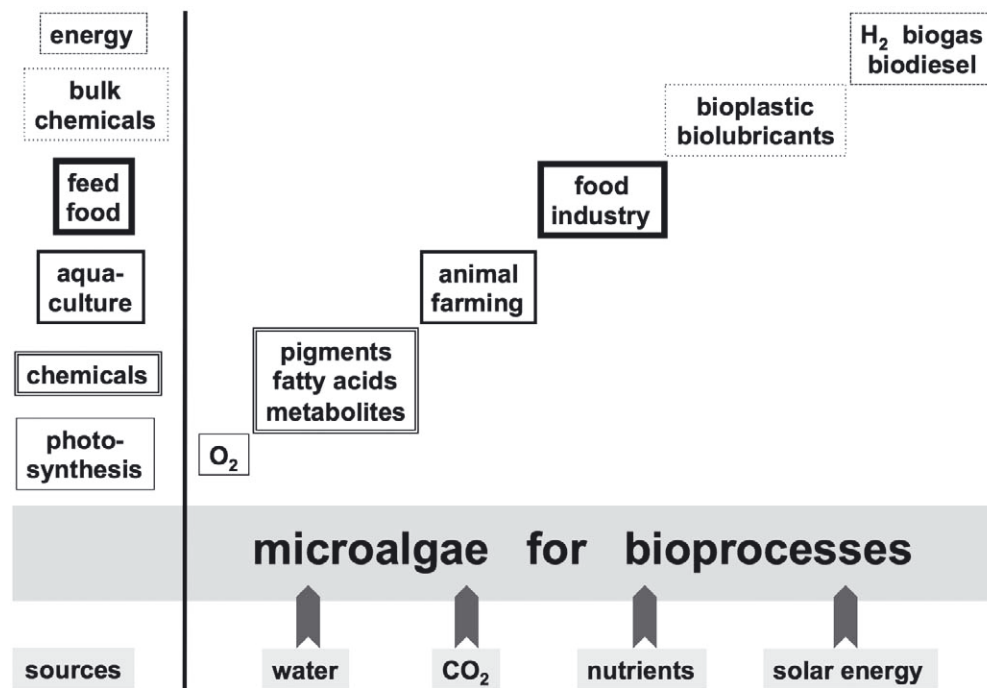 energy
H₂ biogas
biodiesel
bulk
chemicals
bioplastic
biolubricants
feed
food
food
industry
aqua-
culture
animal
farming
chemicals
pigments
fatty acids
metabolites
photo-
synthesis
O₂
microalgae for bioprocesses
sources
water
CO₂
nutrients
solar energy